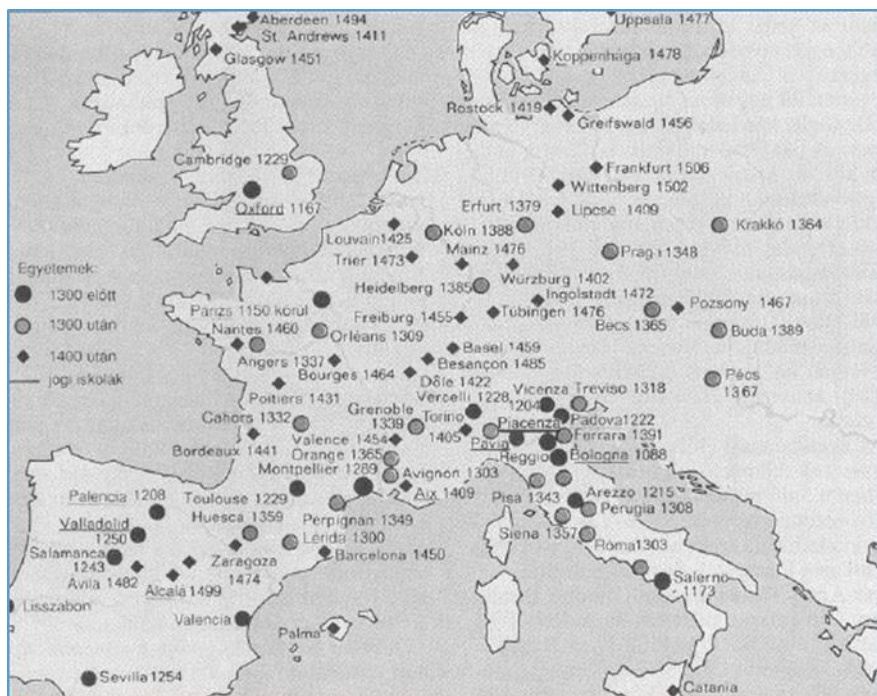 Aberdeen 1494
St. Andrews 1411
Glasgow 1451
Uppsala 1477
Koppenhága 1478
Rostock 1419
Greifswald 1456
Cambridge 1229
Oxford 1167
Frankfurt 1506
Wittenberg 1502
Lipcse 1409
Erfurt
1379
Köln 1388
Louvain 1425
Trier 1473
Mainz 1476
Krakkó 1364
Prága 1348
Würzburg 1402
Heidelberg
1385
Ingolstadt 1472
Egyetemek:
1300 előtt
1300 után
1400 után
jogi iskolák
Párizs 1150 körül
Freiburg 1455
Tübingen 1476
Pozsony 1467
Bécs
1365
Buda 1389
Nantes 1460
Orléans 1309
Angers 1337
Bourges 1464
Basel 1459
Besançon 1485
Dôle 1422
Pécs
1367
Poitiers 1431
Vercelli 1228
Vicenza
1204
Treviso 1318
Cahors 1332
Grenoble
1339
Torino
1405
Piacenza
Padova 1222
Ferrara 1391
Bordeaux 1441
Valence 1454
Orange 1365
Pavia
Reggio
Bologna 1088
Montpellier 1289
Avignon 1303
Aix 1409
Palencia 1208
Toulouse 1229
Pisa 1343
Arezzo 1215
Perugia 1308
Valladolid
1250
Huesca 1359
Perpignan 1349
Lérida 1300
Siena 1357
Róma 1303
Salamanca
1243
Zaragoza
1474
Barcelona 1450
Ávila 1482
Alcalá 1499
Salerno
1173
Lisszabon
Valencia
Palma
Sevilla 1254
Catania